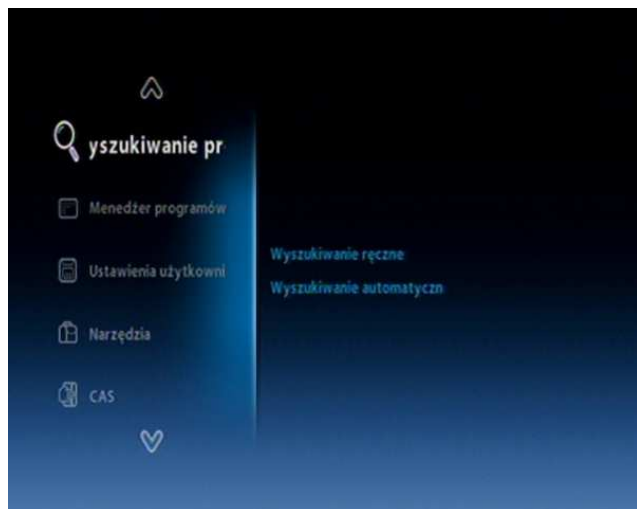 yszukiwanie pr
Menedżer programów
Ustawienia użytkowni
Narzędzia
CAS
Wyszukiwanie ręczne
Wyszukiwanie automatyczn